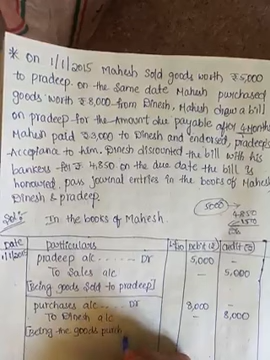 * On 1/1/2015 Mahesh Sold goods worth ₹5,000
to pradeep. on the same date Mahesh purchased
goods worth ₹8,000 from Dinesh, Mahesh draw a bill
on pradeep for the Amount due payable after 4 Months
Mahesh paid ₹3,000 to Dinesh and endorsed, pradeep's
Acceptance to him. Dinesh discounted the bill with his
bankers for ₹ 4,850 on the due date the bill is
honoured. pass journal entries in the books of Mahesh
Dinesh & pradeep.
5000
4850
In the books of Mahesh
Date particulars debit(₹) credit(₹)
1/1/2015 pradeep a/c ...... Dr 5,000 -
To Sales a/c - 5,000
[Being goods sold to pradeep]
purchases a/c --- Dr 8,000 -
To Dinesh a/c - 8,000
[Being the goods purch